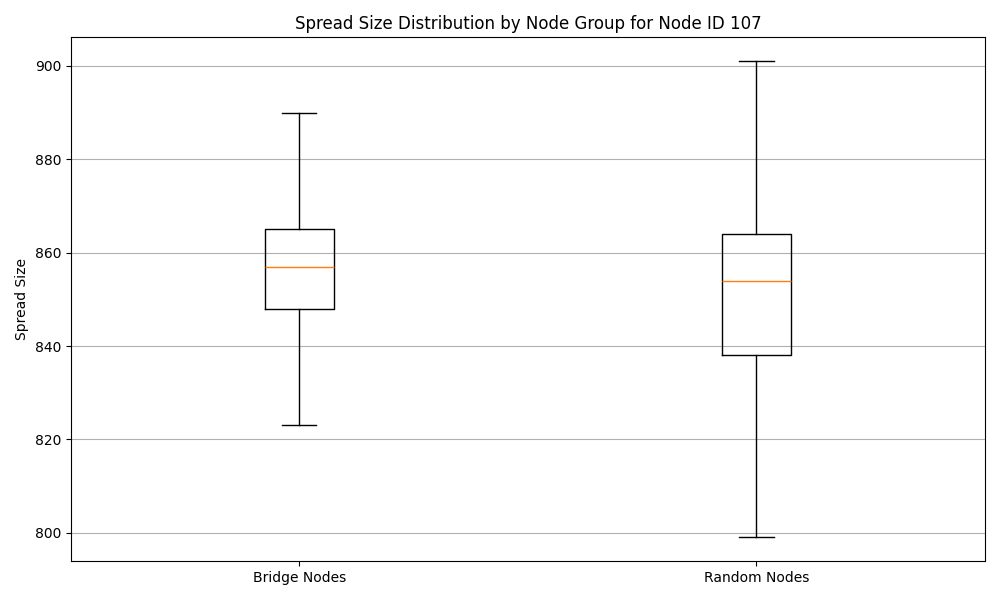 Spread Size Distribution by Node Group for Node ID 107
900
880
860
840
820
800
Spread Size
Bridge Nodes
Random Nodes